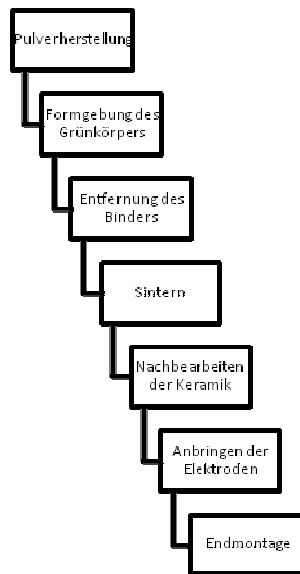 Pulverherstellung
Formgebung des
Grünkörpers
Entfernung des
Binders
Sintern
Nachbearbeiten
der Keramik
Anbringen der
Elektroden
Endmontage